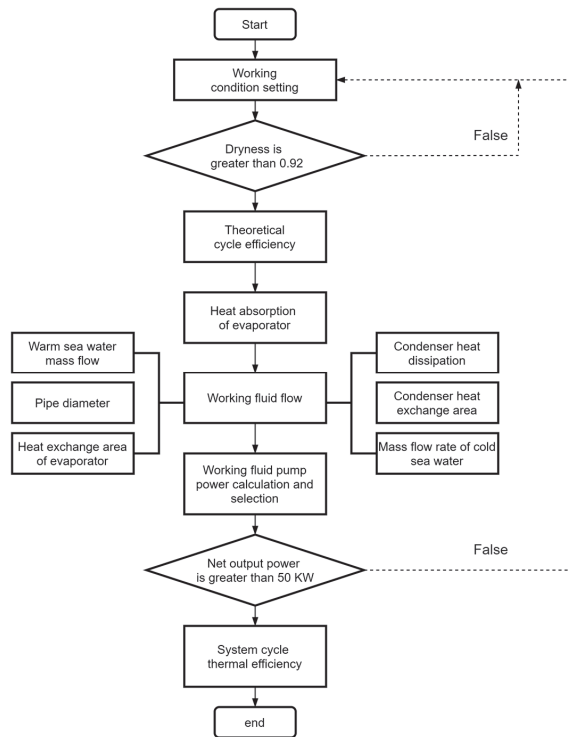 Start
Working
condition setting
False
Dryness is
greater than 0.92
Theoretical
cycle efficiency
Heat absorption
of evaporator
Warm sea water
mass flow
Pipe diameter
Heat exchange area
of evaporator
Working fluid flow
Condenser heat
dissipation
Condenser heat
exchange area
Mass flow rate of cold
sea water
Working fluid pump
power calculation and
selection
Net output power
is greater than 50 KW
False
System cycle
thermal efficiency
end